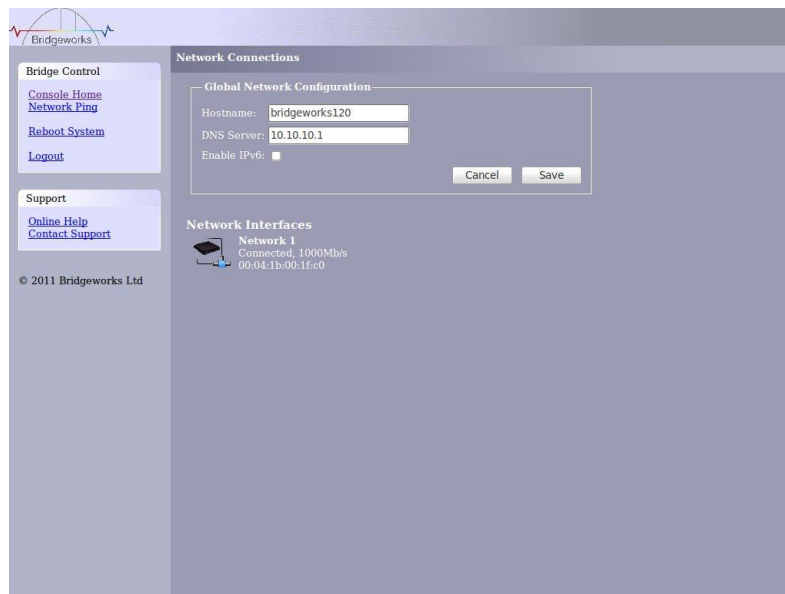 Bridgeworks
Bridge Control
Console Home
Network Ping
Reboot System
Logout
Support
Online Help
Contact Support
© 2011 Bridgeworks Ltd
Network Connections
Global Network Configuration
Hostname: bridgeworks120
DNS Server: 10.10.10.1
Enable IPv6:
Cancel Save
Network Interfaces
Network 1
Connected, 1000Mb/s
00:04:1b:00:1f:c0